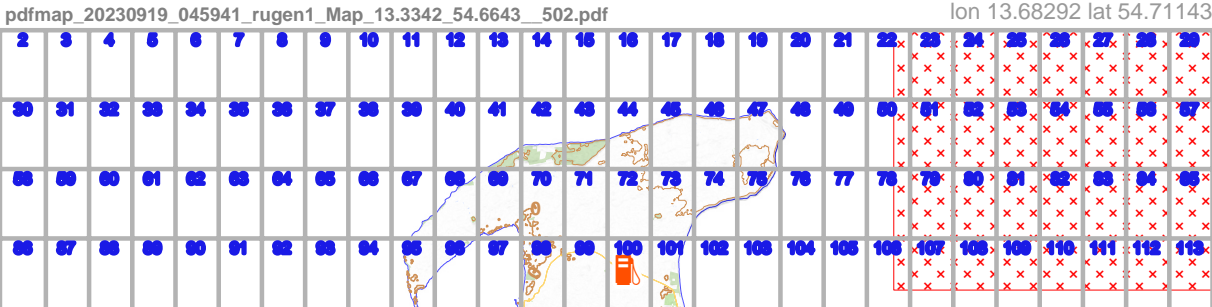 pdfmap_20230919_045941_rugen1_Map_13.3342_54.6643__502.pdf
lon 13.68292 lat 54.71143
2 3 4 5 6 7 8 9 10 11 12 13 14 15 16 17 18 19 20 21 22 23 24 25 26 27 28 29
30 31 32 33 34 35 36 37 38 39 40 41 42 43 44 45 46 47 48 49 50 51 52 53 54 55 56 57
58 59 60 61 62 63 64 65 66 67 68 69 70 71 72 73 74 75 76 77 78 79 80 81 82 83 84 85
86 87 88 89 90 91 92 93 94 95 96 97 98 99 100 101 102 103 104 105 106 107 108 109 110 111 112 113